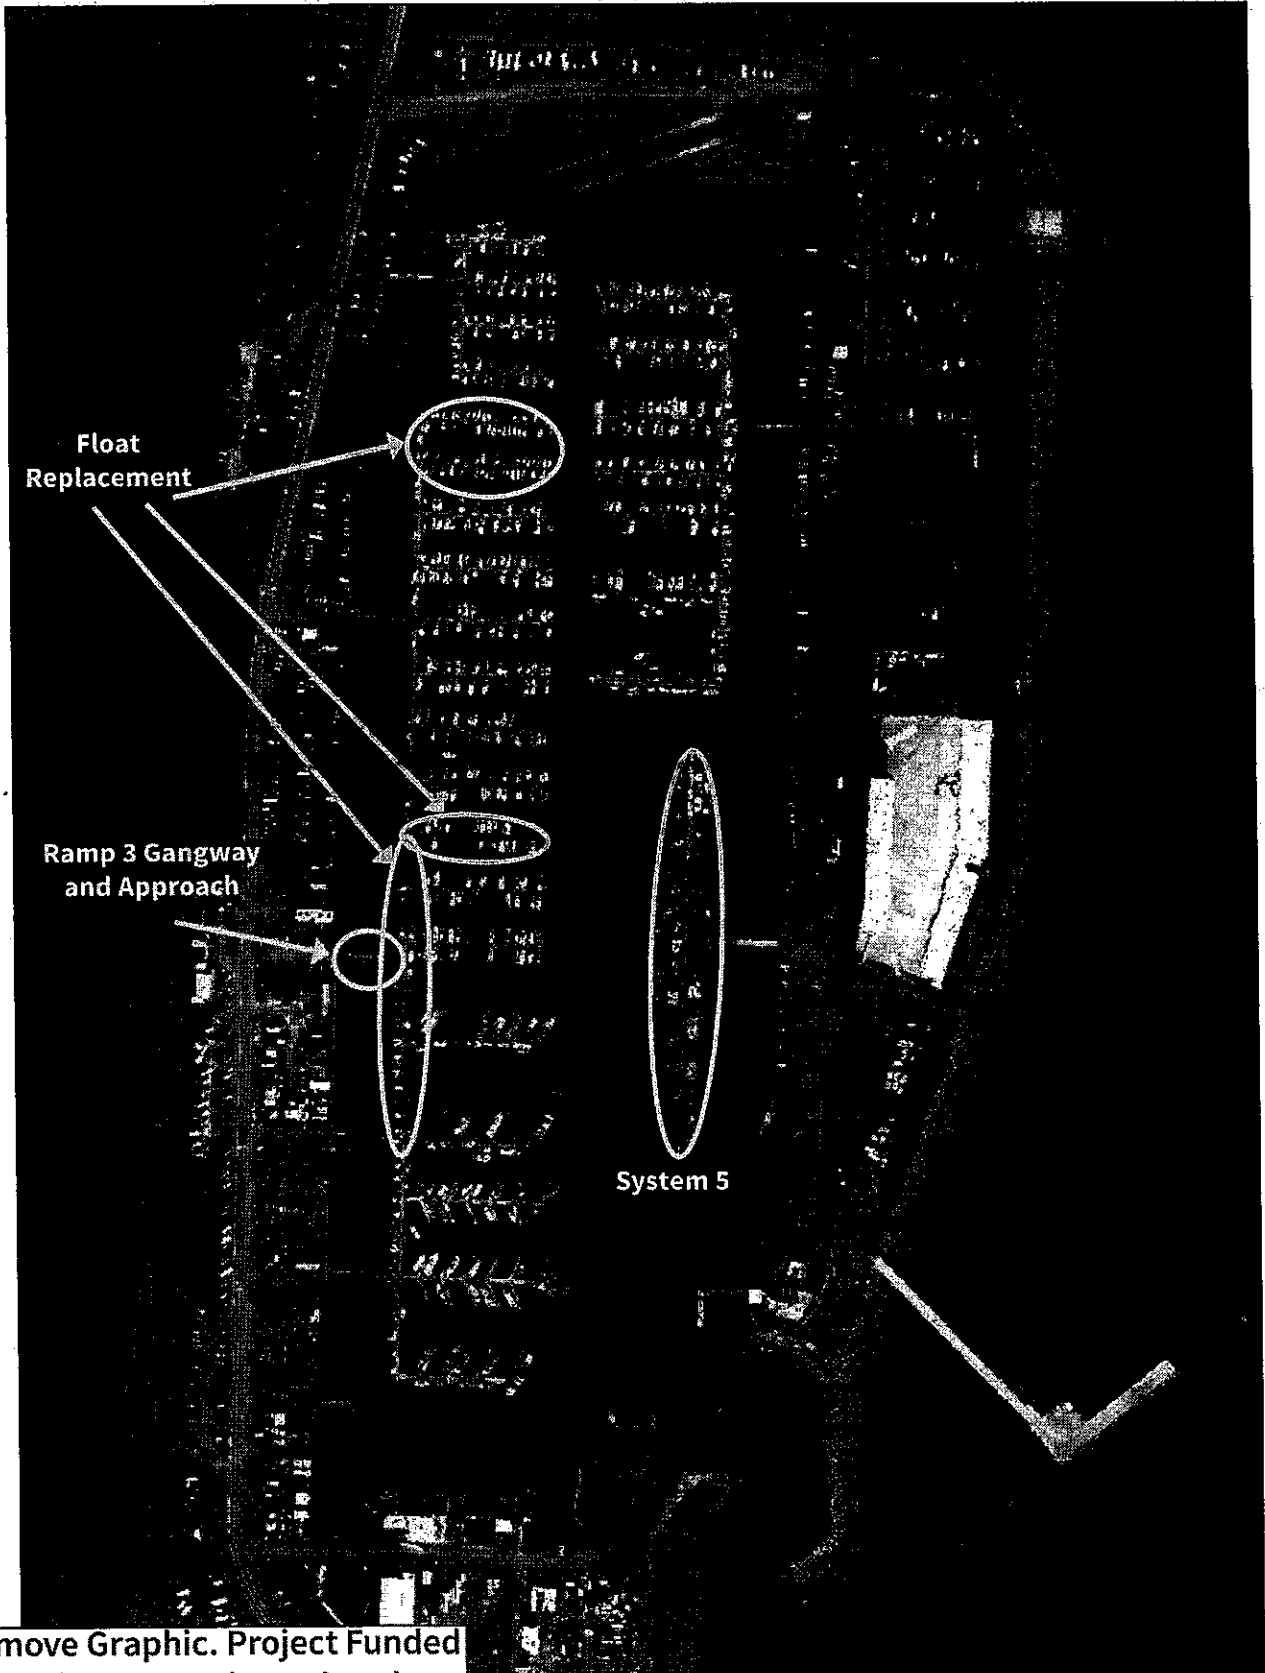 Float
Replacement
Ramp 3 Gangway
and Approach
System 5
move Graphic. Project Funded